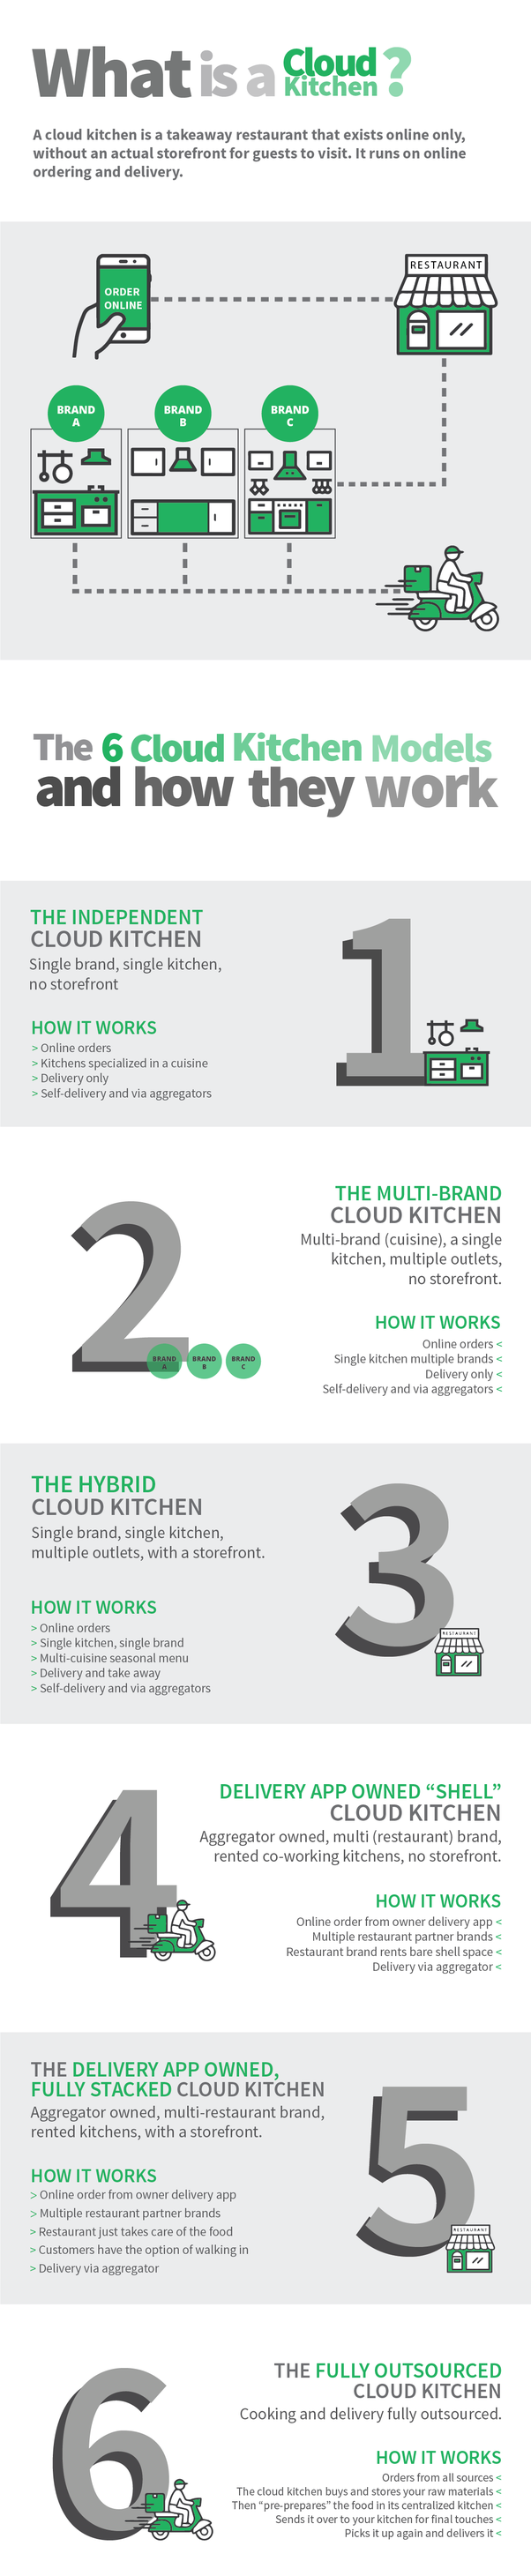 What is a Cloud Kitchen ?
A cloud kitchen is a takeaway restaurant that exists online only,
without an actual storefront for guests to visit. It runs on online
ordering and delivery.
ORDER
ONLINE
RESTAURANT
BRAND
A
BRAND
B
BRAND
C
The 6 Cloud Kitchen Models
and how they work
THE INDEPENDENT
CLOUD KITCHEN
Single brand, single kitchen,
no storefront
HOW IT WORKS
> Online orders
> Kitchens specialized in a cuisine
> Delivery only
> Self-delivery and via aggregators
1
2
BRAND
A
BRAND
B
BRAND
C
THE MULTI-BRAND
CLOUD KITCHEN
Multi-brand (cuisine), a single
kitchen, multiple outlets,
no storefront.
HOW IT WORKS
Online orders <
Single kitchen multiple brands <
Delivery only <
Self-delivery and via aggregators <
THE HYBRID
CLOUD KITCHEN
Single brand, single kitchen,
multiple outlets, with a storefront.
HOW IT WORKS
> Online orders
> Single kitchen, single brand
> Multi-cuisine seasonal menu
> Delivery and take away
> Self-delivery and via aggregators
3
RESTAURANT
4
DELIVERY APP OWNED “SHELL”
CLOUD KITCHEN
Aggregator owned, multi (restaurant) brand,
rented co-working kitchens, no storefront.
HOW IT WORKS
Online order from owner delivery app <
Multiple restaurant partner brands <
Restaurant brand rents bare shell space <
Delivery via aggregator <
THE DELIVERY APP OWNED,
FULLY STACKED CLOUD KITCHEN
Aggregator owned, multi-restaurant brand,
rented kitchens, with a storefront.
HOW IT WORKS
> Online order from owner delivery app
> Multiple restaurant partner brands
> Restaurant just takes care of the food
> Customers have the option of walking in
> Delivery via aggregator
5
RESTAURANT
6
THE FULLY OUTSOURCED
CLOUD KITCHEN
Cooking and delivery fully outsourced.
HOW IT WORKS
Orders from all sources <
The cloud kitchen buys and stores your raw materials <
Then “pre-prepares” the food in its centralized kitchen <
Sends it over to your kitchen for final touches <
Picks it up again and delivers it <